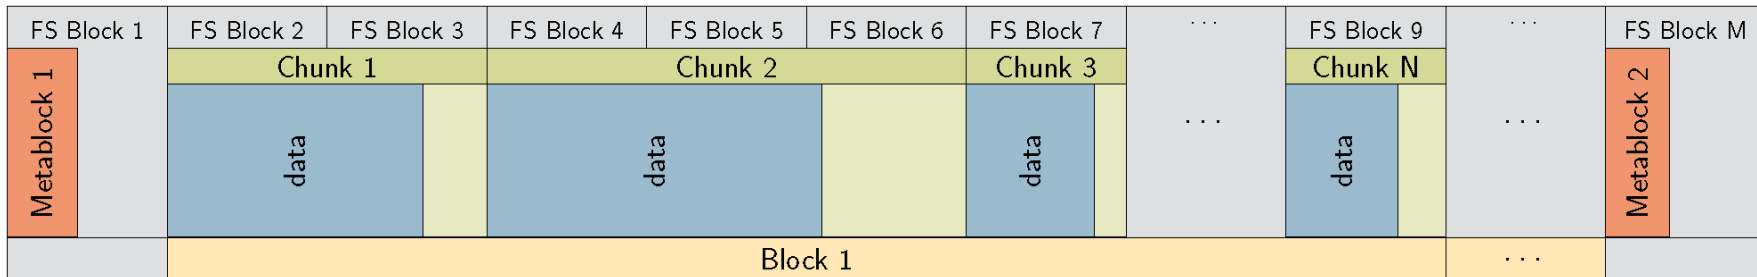 FS Block 1 FS Block 2 FS Block 3 FS Block 4 FS Block 5 FS Block 6 FS Block 7 ... FS Block 9 ... FS Block M
Metablock 1 Chunk 1 Chunk 2 Chunk 3 Chunk N Metablock 2
data data data ... data ...
Block 1 ...